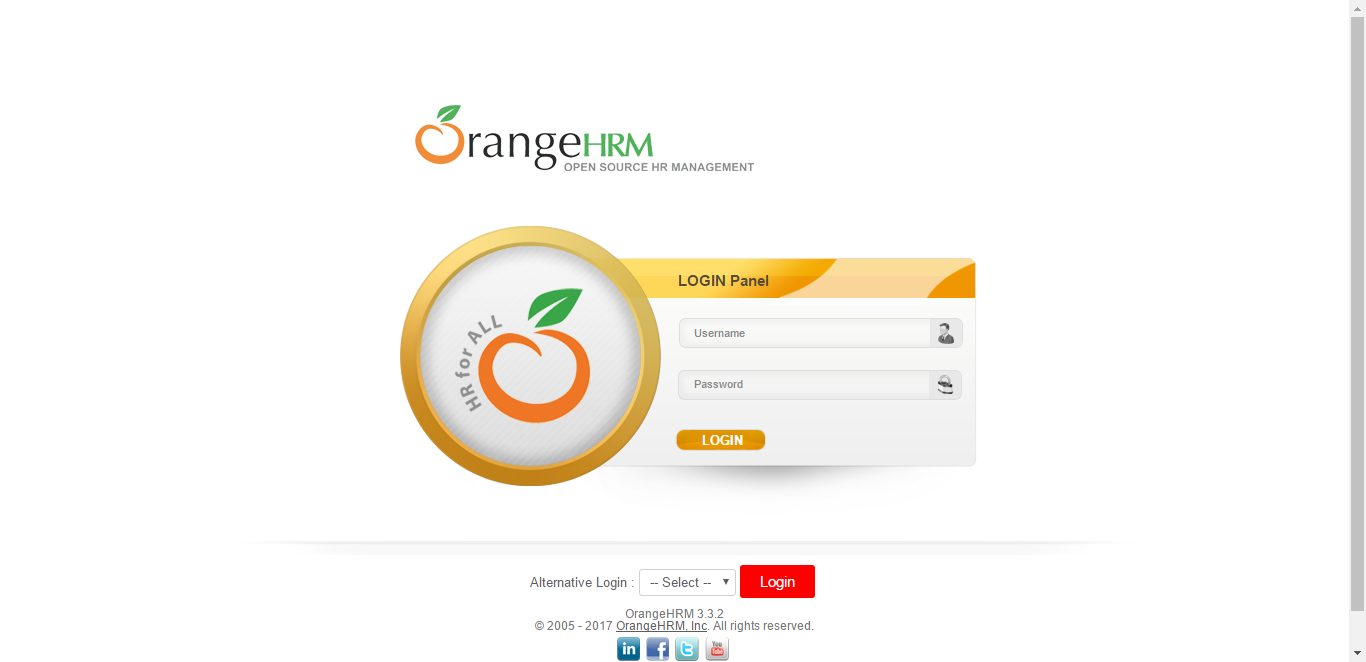 OrangeHRM
OPEN SOURCE HR MANAGEMENT
HR for ALL
LOGIN Panel
Username
Password
LOGIN
Alternative Login : -- Select -- Login
OrangeHRM 3.3.2
© 2005 - 2017 OrangeHRM, Inc. All rights reserved.
in f t You Tube